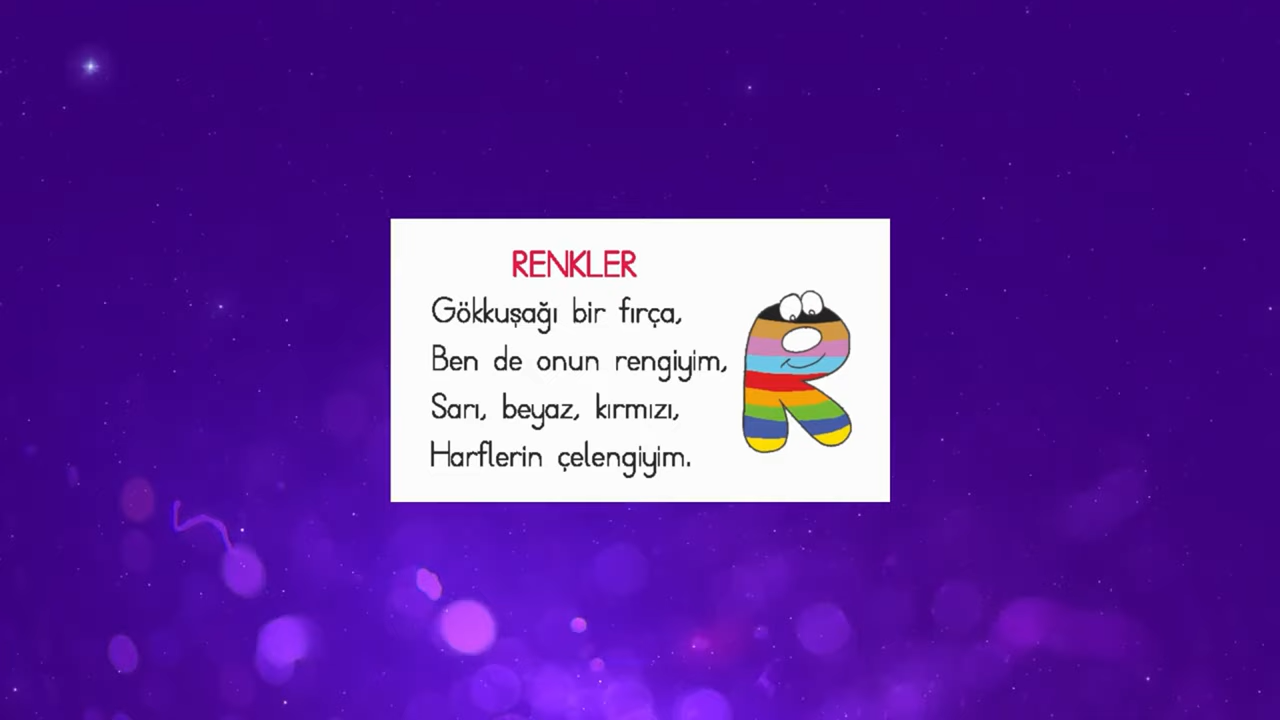 RENKLER
Gökkuşağı bir fırça,
Ben de onun rengiyim,
Sarı, beyaz, kırmızı,
Harflerin çelengiyim.